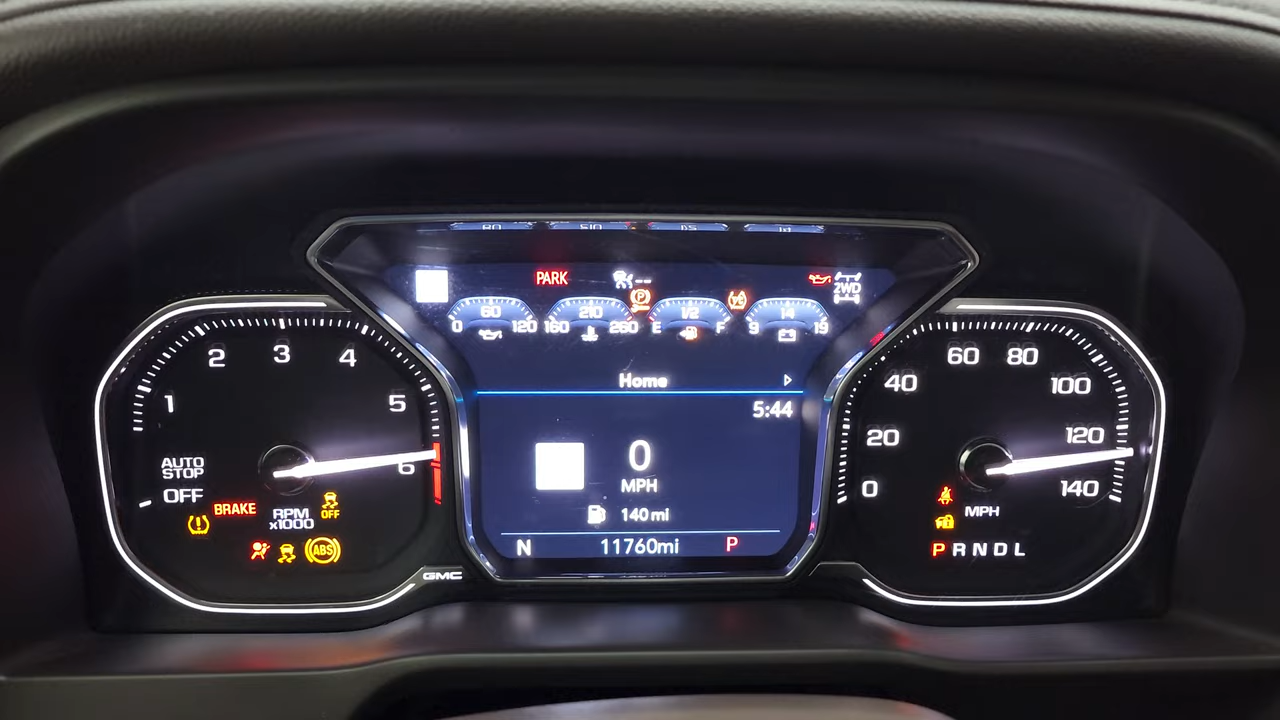 PARK
--
2WD
60
0 120
210
160 260
1/2
E F
14
9 19
Home
5:44
0
MPH
140 mi
N 11760mi P
1 2 3 4 5 6
AUTO
STOP
OFF
BRAKE
RPM
x1000
OFF
ABS
GMC
0 20 40 60 80 100 120 140
MPH
PRNDL